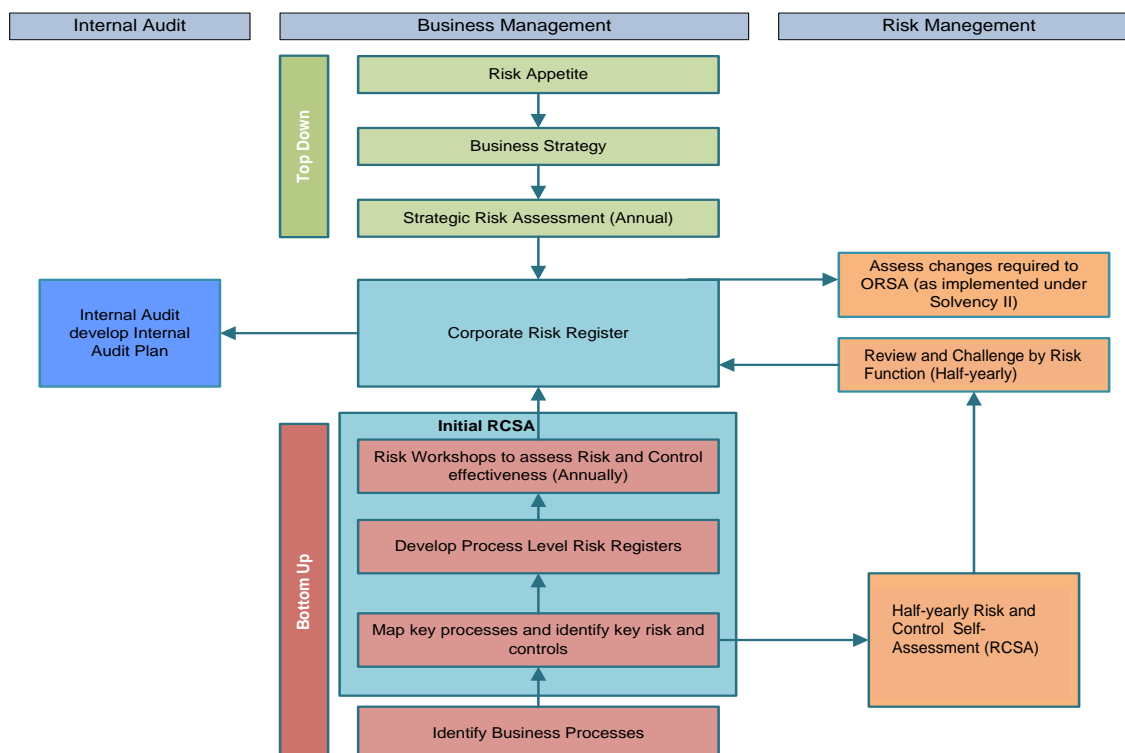 Internal Audit
Business Management
Risk Manegement
Top Down
Risk Appetite
Business Strategy
Strategic Risk Assessment (Annual)
Internal Audit
develop Internal
Audit Plan
Corporate Risk Register
Assess changes required to
ORSA (as implemented under
Solvency II)
Review and Challenge by Risk
Function (Half-yearly)
Bottom Up
Initial RCSA
Risk Workshops to assess Risk and Control
effectiveness (Annually)
Develop Process Level Risk Registers
Map key processes and identify key risk and
controls
Identify Business Processes
Half-yearly Risk and
Control Self-
Assessment (RCSA)